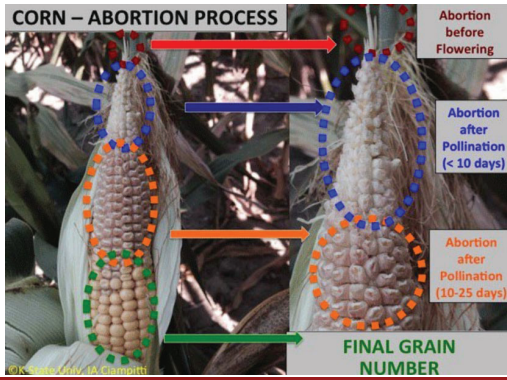 CORN – ABORTION PROCESS
Abortion
before
Flowering
Abortion
after
Pollination
(< 10 days)
Abortion
after
Pollination
(10-25 days)
FINAL GRAIN
NUMBER
©K-State Univ, IA Ciampitti